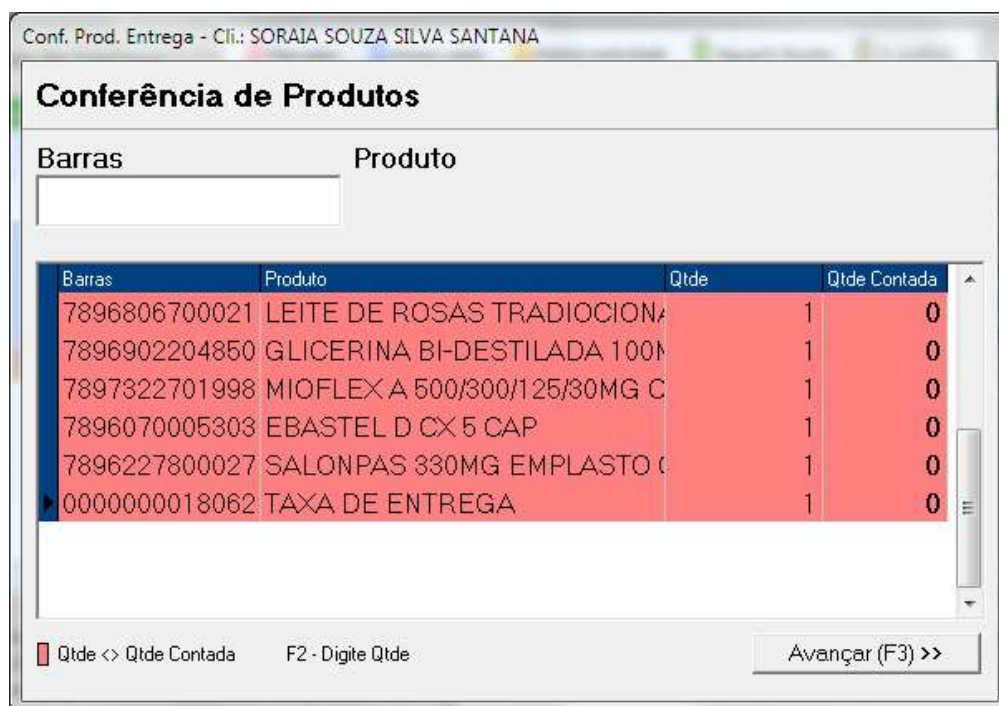 Conf. Prod. Entrega - Cli.: SORAIA SOUZA SILVA SANTANA
Conferência de Produtos
Barras Produto
Barras Produto Qtde Qtde Contada
7896806700021 LEITE DE ROSAS TRADIOCION 1 0
7896902204850 GLICERINA BI-DESTILADA 100 1 0
7897322701998 MIOFLEX A 500/300/125/30MG C 1 0
7896070005303 EBASTEL D CX 5 CAP 1 0
7896227800027 SALONPAS 330MG EMPLASTO 1 0
0000000018062 TAXA DE ENTREGA 1 0
Qtde <> Qtde Contada F2 - Digite Qtde Avançar (F3) >>